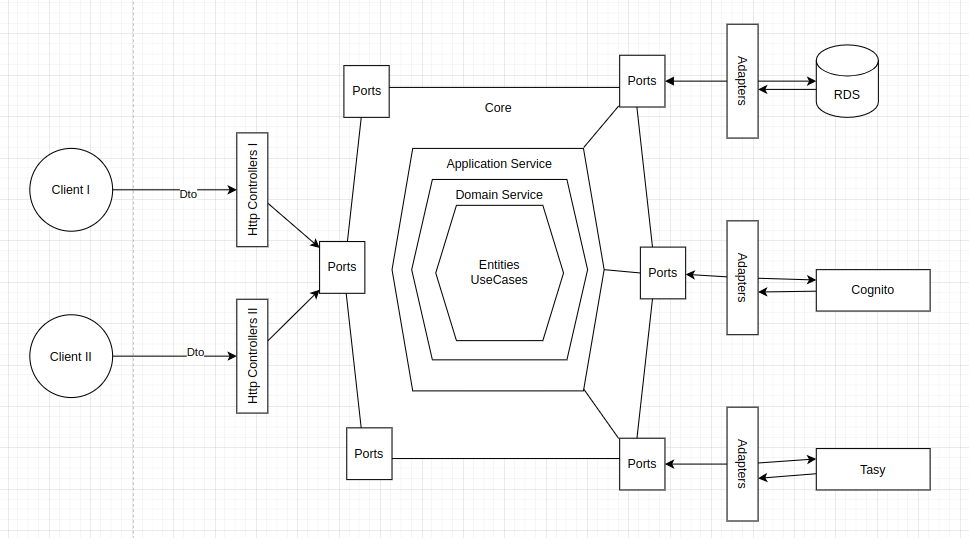 Ports
Ports
Adapters
RDS
Core
Application Service
Domain Service
Client I
Dto
Http Controllers I
Ports
Entities
UseCases
Ports
Adapters
Cognito
Client II
Dto
Http Controllers II
Ports
Ports
Adapters
Tasy